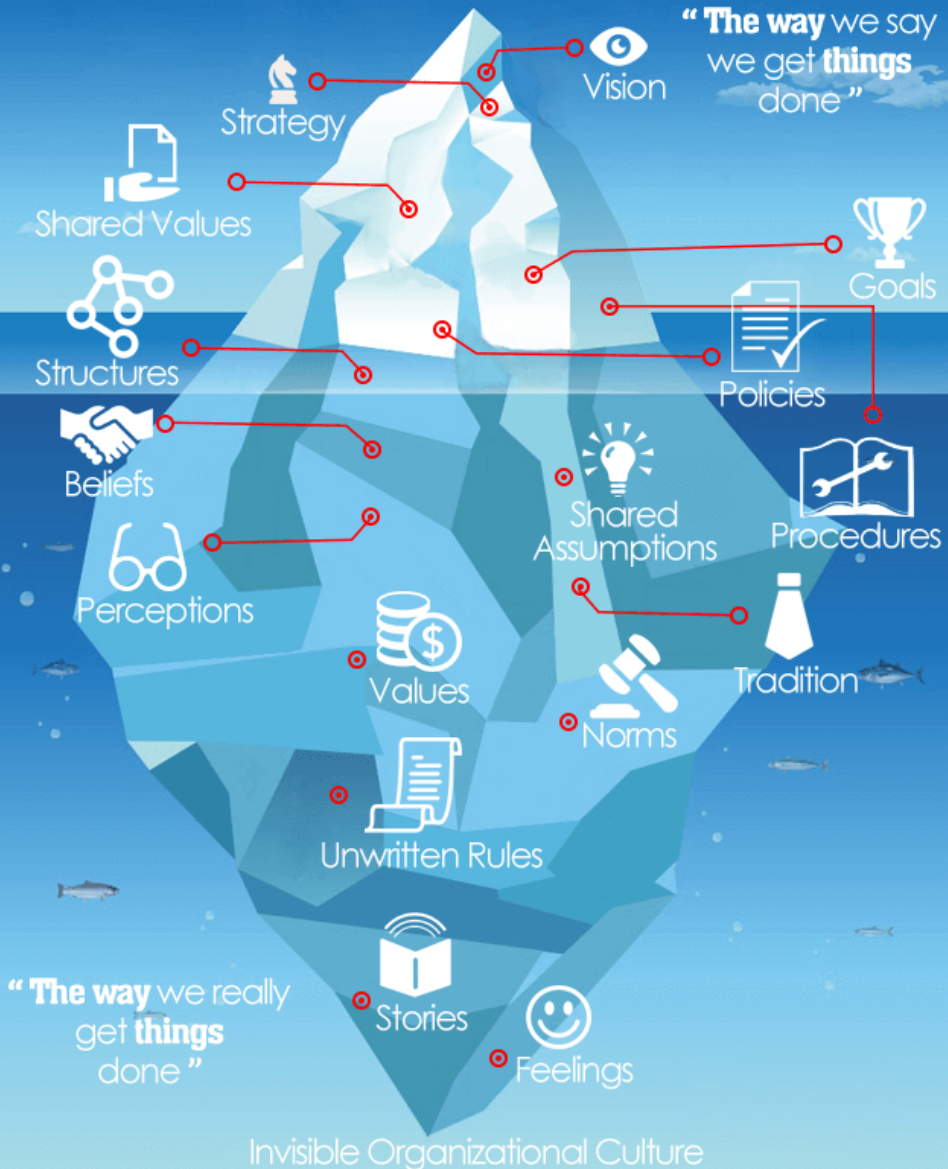 “ The way we say
we get things
done ”
Vision
Strategy
Shared Values
Goals
Structures
Policies
Beliefs
Shared
Assumptions
Procedures
Perceptions
$
Values
Tradition
Norms
Unwritten Rules
“ The way we really
get things
done ”
Stories
Feelings
Invisible Organizational Culture